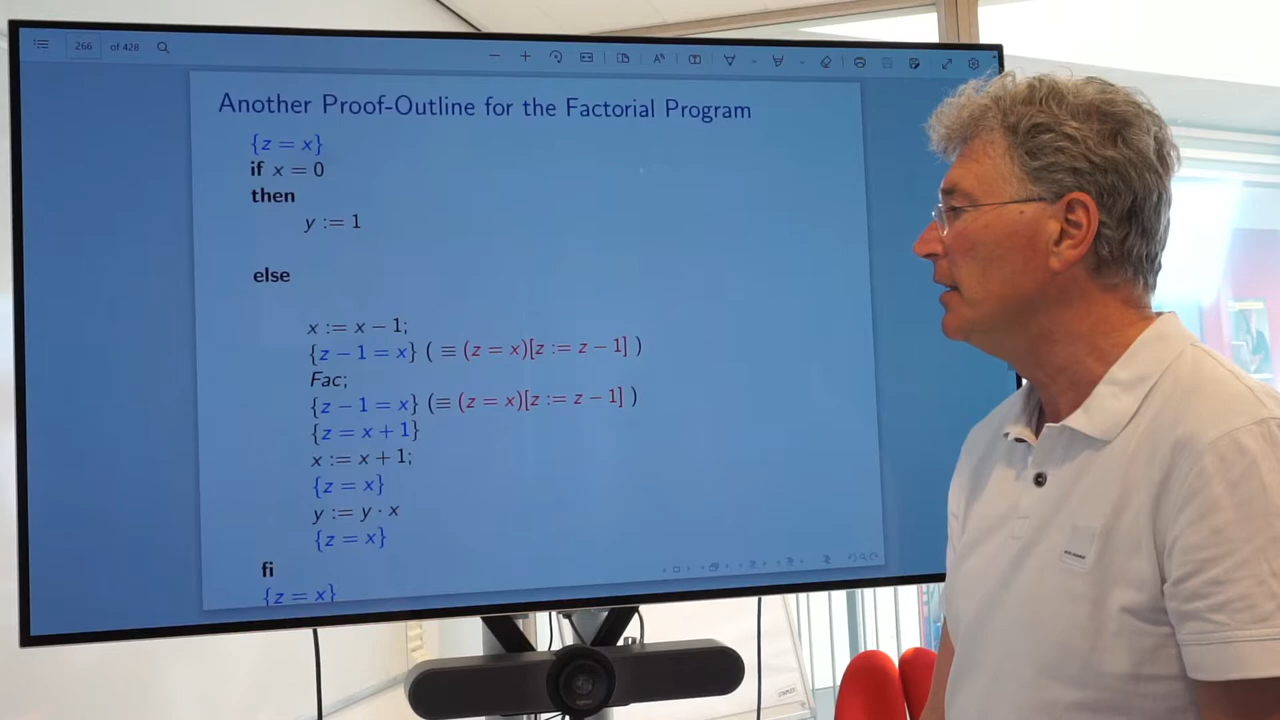 266 of 428
Another Proof-Outline for the Factorial Program
{z = x}
if x = 0
then
y := 1
else
x := x − 1;
{z − 1 = x} ( ≡ (z = x)[z := z − 1] )
Fac;
{z − 1 = x} (≡ (z = x)[z := z − 1] )
{z = x + 1}
x := x + 1;
{z = x}
y := y · x
{z = x}
fi
{z = x}